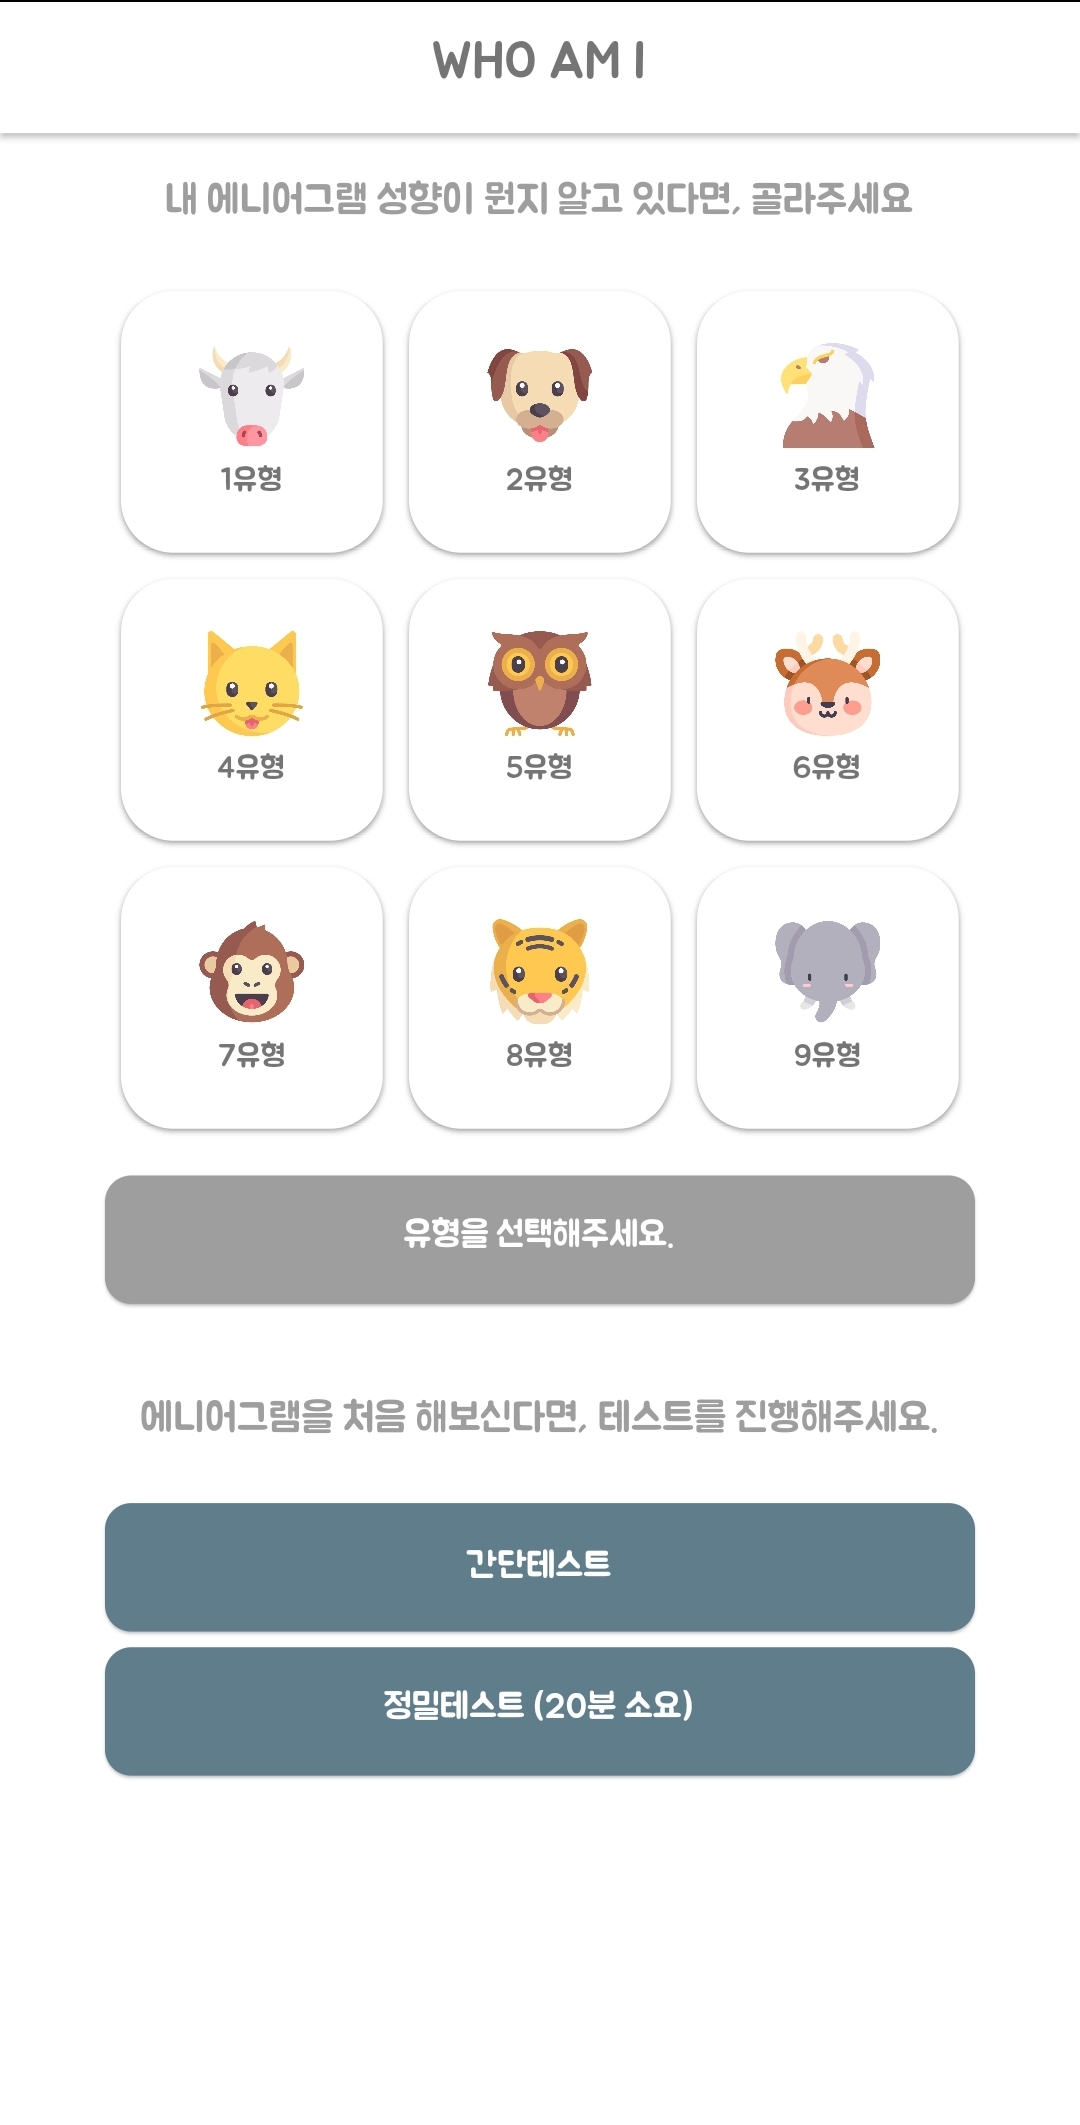 WHO AM I
내 에니어그램 성향이 뭔지 알고 있다면, 골라주세요
1유형
2유형
3유형
4유형
5유형
6유형
7유형
8유형
9유형
유형을 선택해주세요.
에니어그램을 처음 해보신다면, 테스트를 진행해주세요.
간단테스트
정밀테스트 (20분 소요)